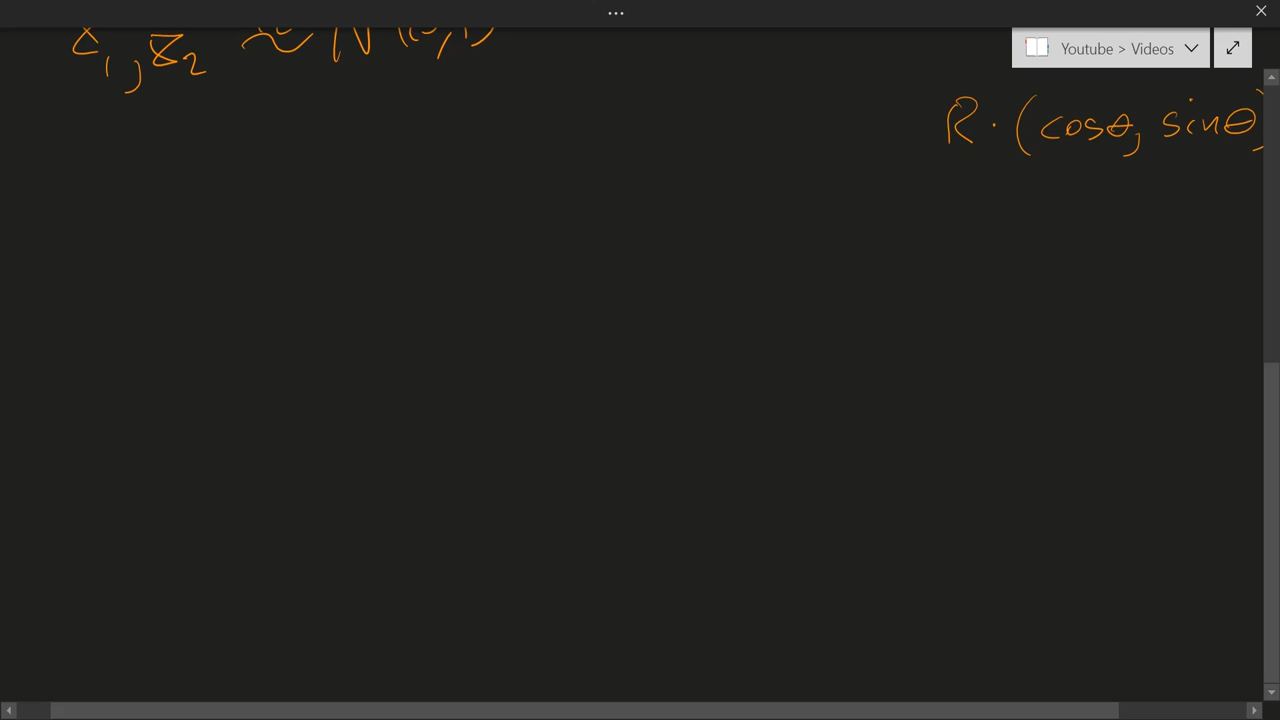 Z₁, Z₂ ~ N(0,1)
Youtube > Videos
R · (cosθ, sinθ)